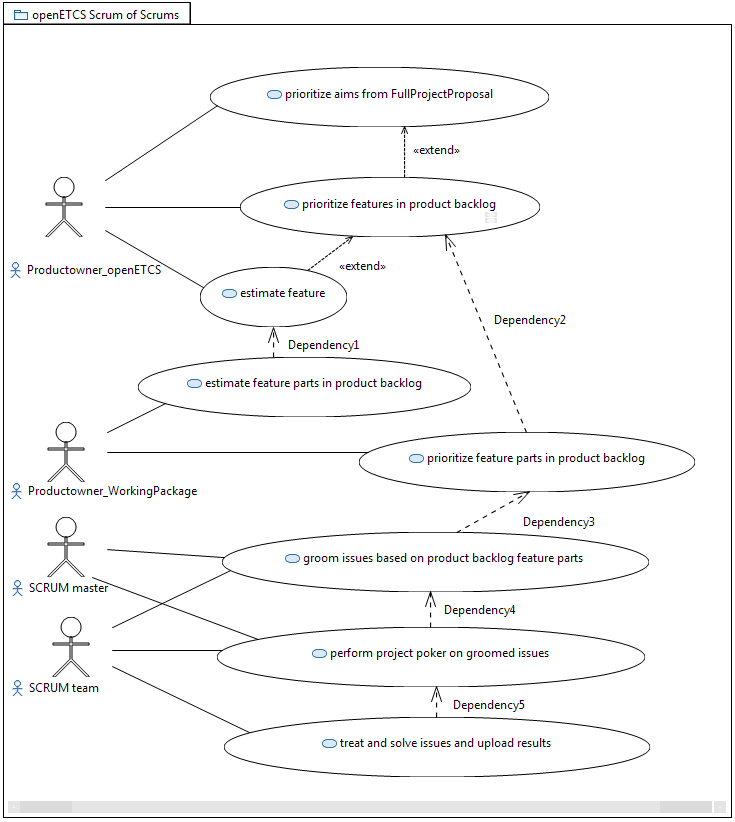 openETCS Scrum of Scrums
prioritize aims from FullProjectProposal
«extend»
prioritize features in product backlog
Productowner_openETCS
«extend»
estimate feature
Dependency2
Dependency1
estimate feature parts in product backlog
prioritize feature parts in product backlog
Productowner_WorkingPackage
Dependency3
groom issues based on product backlog feature parts
SCRUM master
Dependency4
perform project poker on groomed issues
SCRUM team
Dependency5
treat and solve issues and upload results